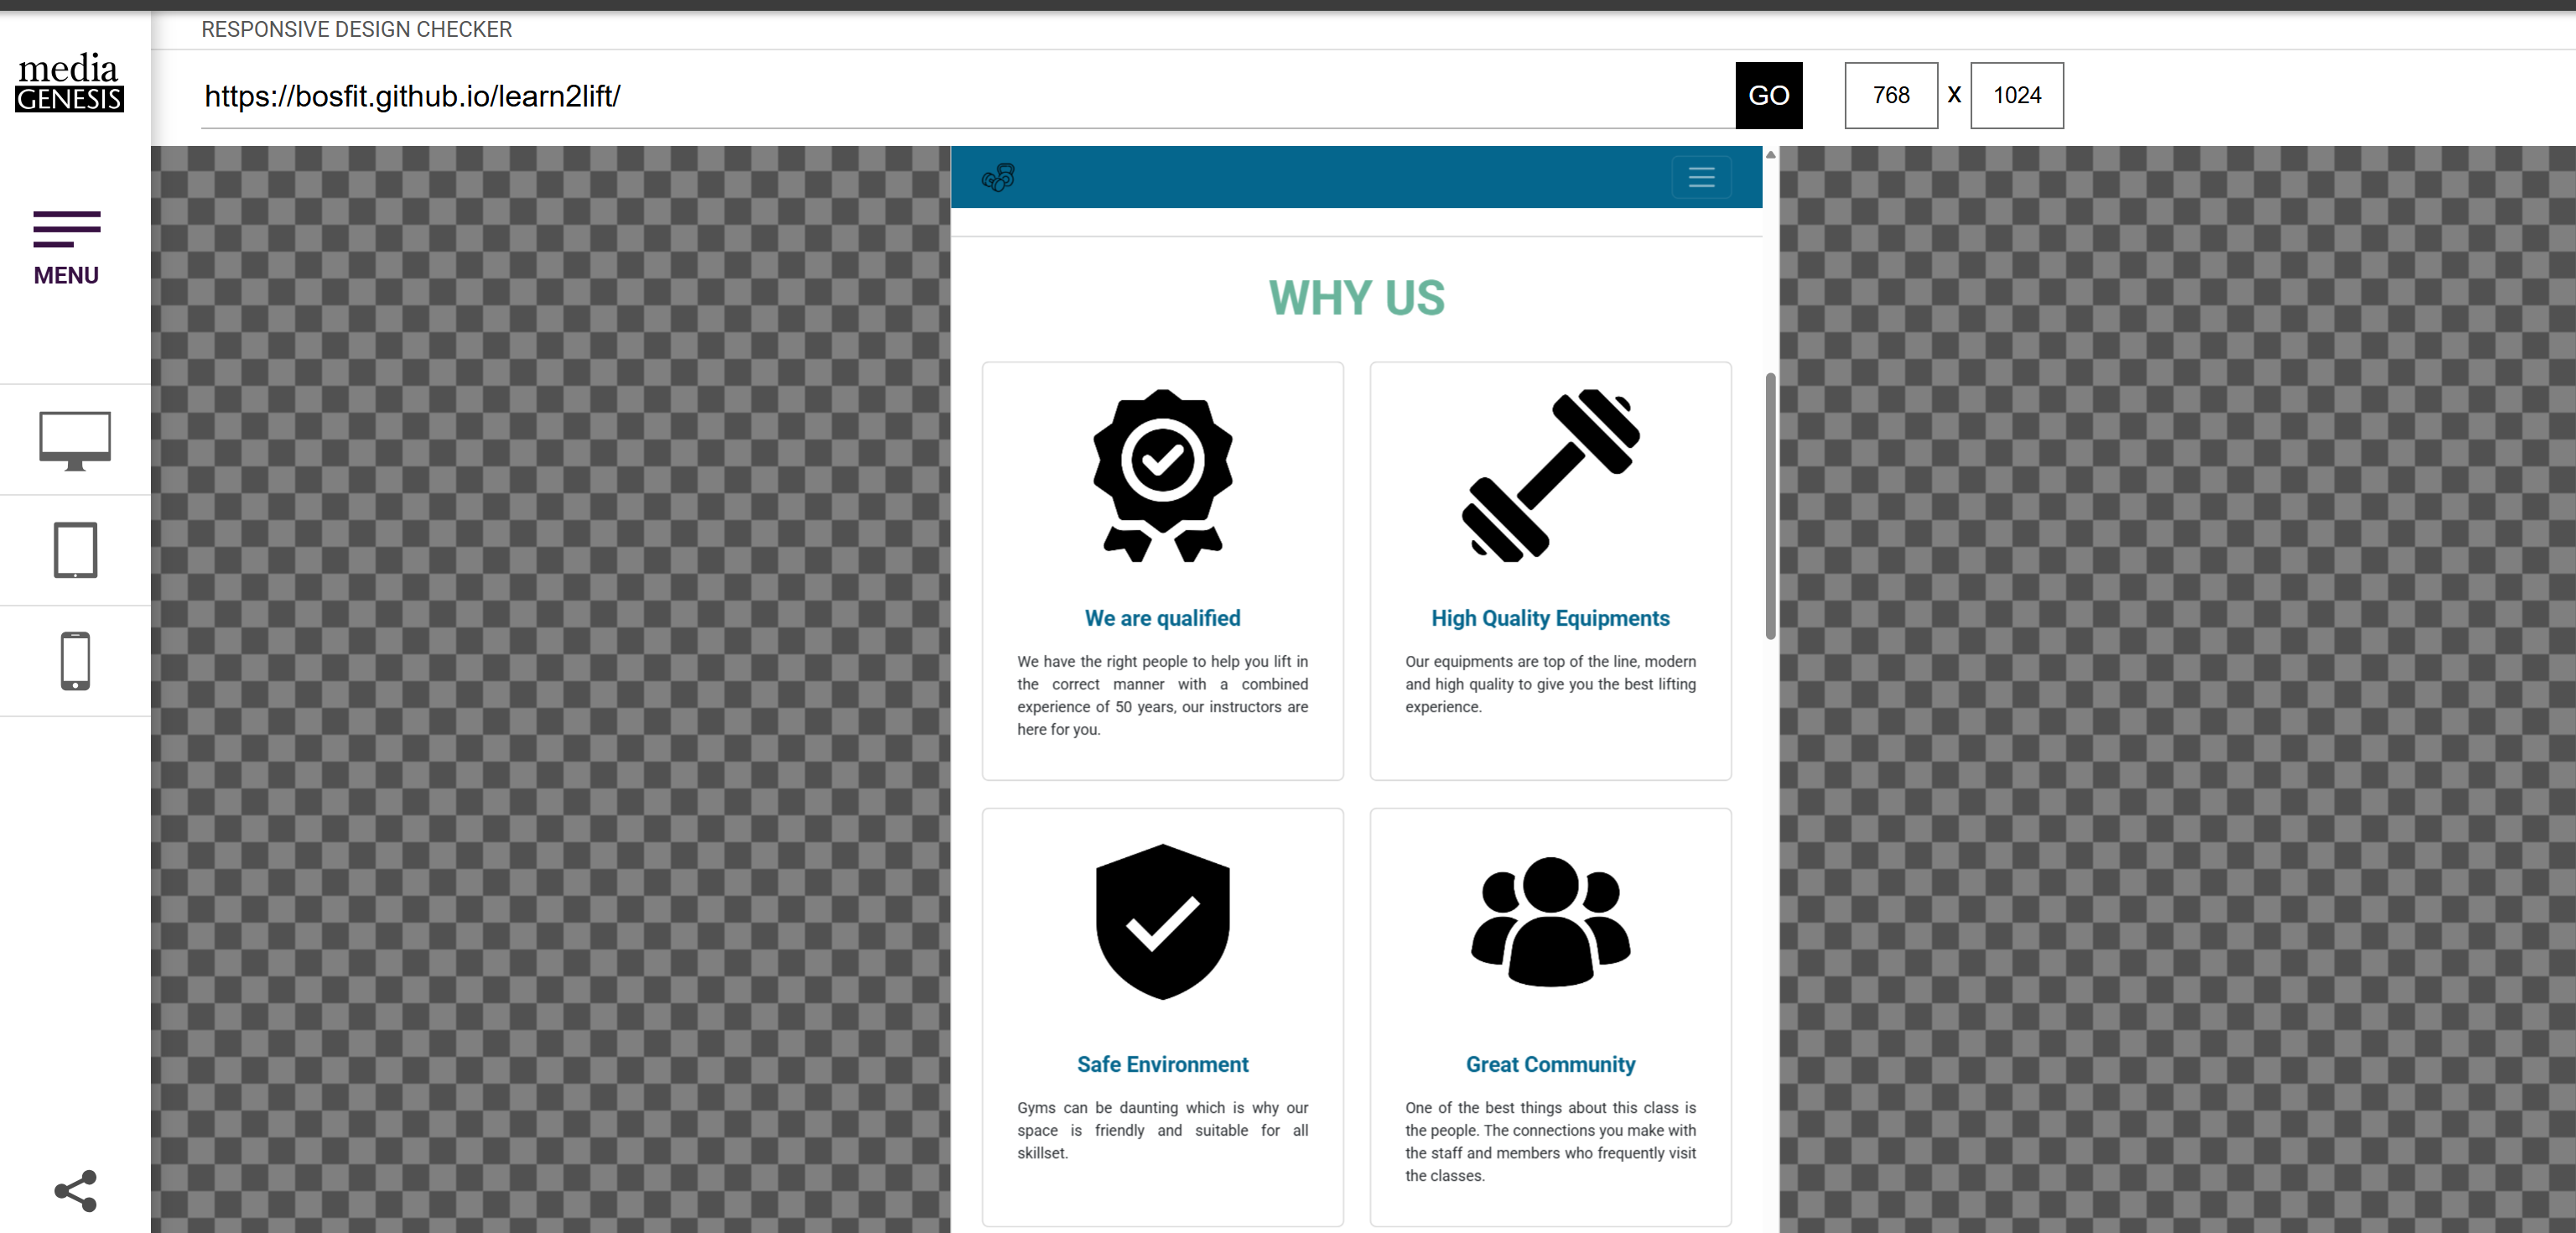 RESPONSIVE DESIGN CHECKER
media
GENESIS
https://bosfit.github.io/learn2lift/
GO
768
X
1024
MENU
WHY US
We are qualified
We have the right people to help you lift in
the correct manner with a combined
experience of 50 years, our instructors are
here for you.
High Quality Equipments
Our equipments are top of the line, modern
and high quality to give you the best lifting
experience.
Safe Environment
Gyms can be daunting which is why our
space is friendly and suitable for all
skillset.
Great Community
One of the best things about this class is
the people. The connections you make with
the staff and members who frequently visit
the classes.